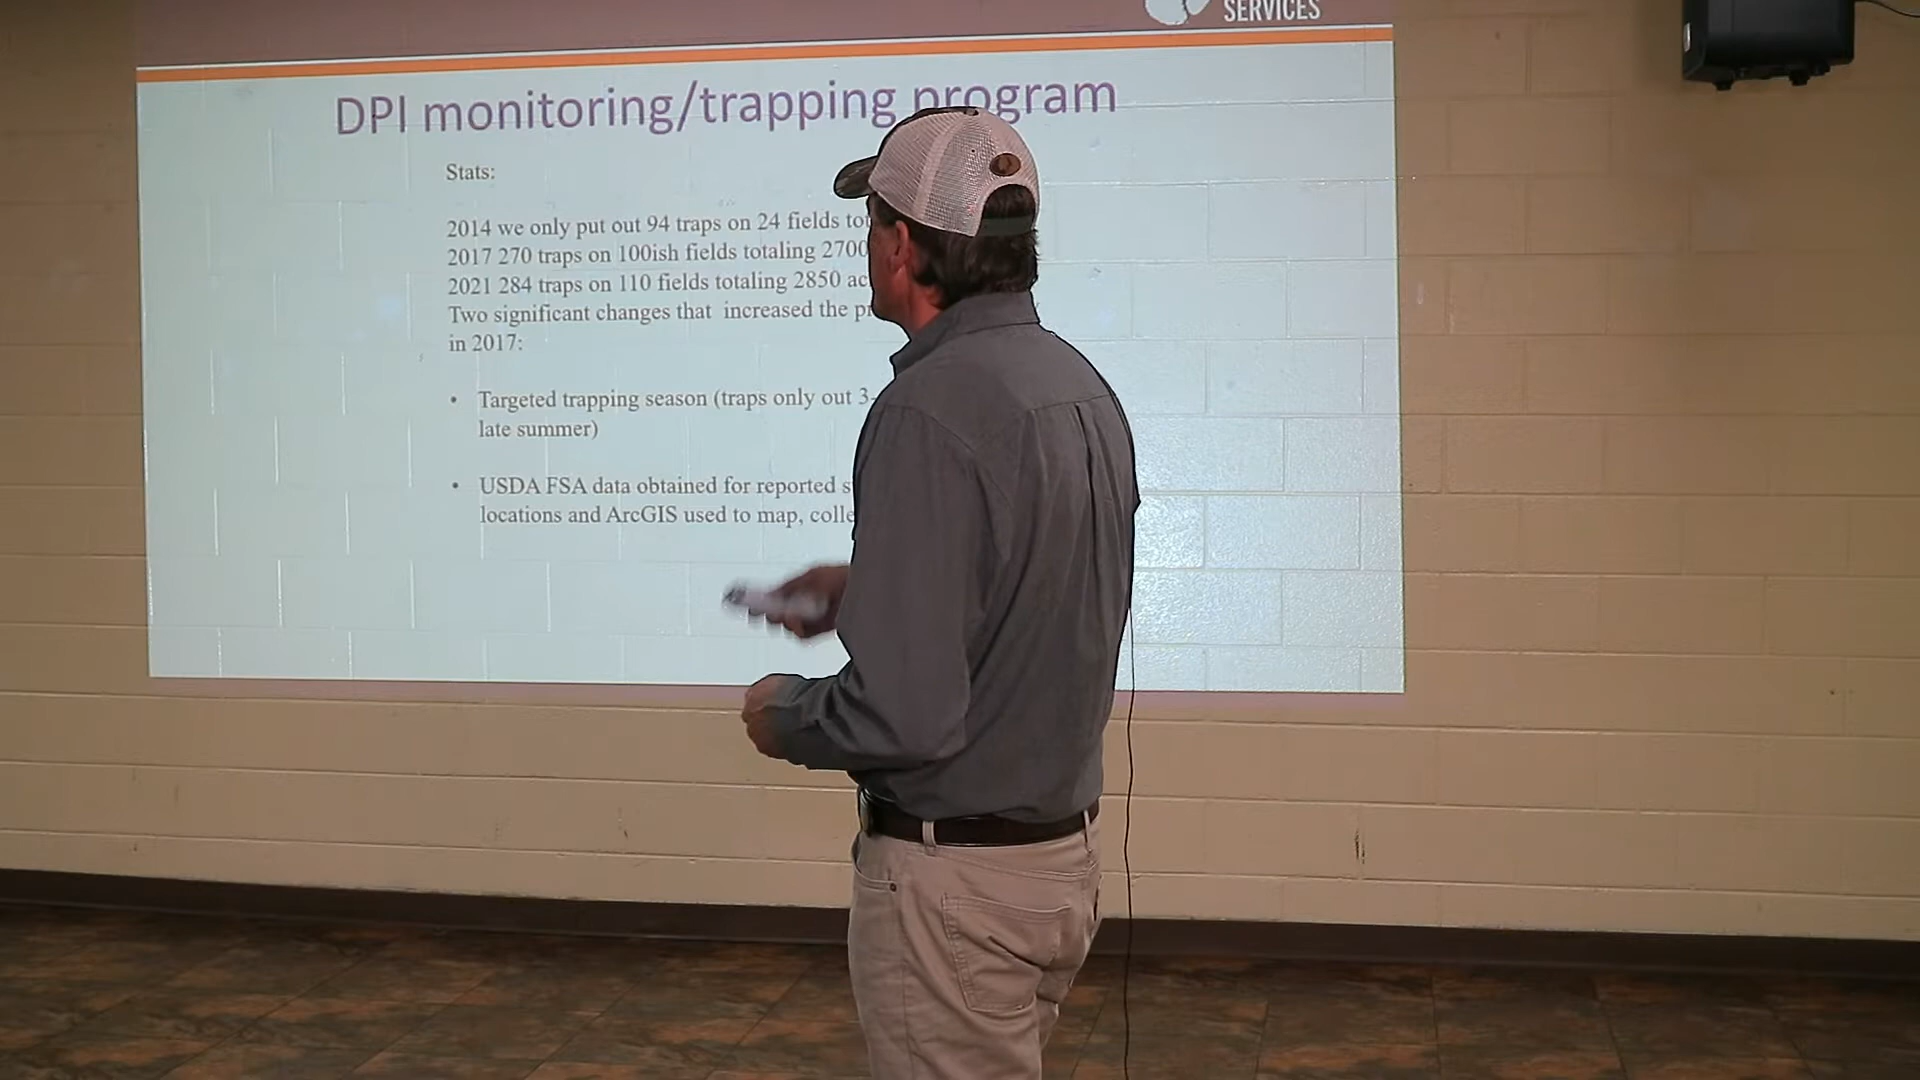 SERVICES
DPI monitoring/trapping program
Stats:
2014 we only put out 94 traps on 24 fields
2017 270 traps on 100ish fields totaling 2700
2021 284 traps on 110 fields totaling 2850
Two significant changes that increased the
in 2017:
• Targeted trapping season (traps only out 3-
late summer)
• USDA FSA data obtained for reported
locations and ArcGIS used to map,